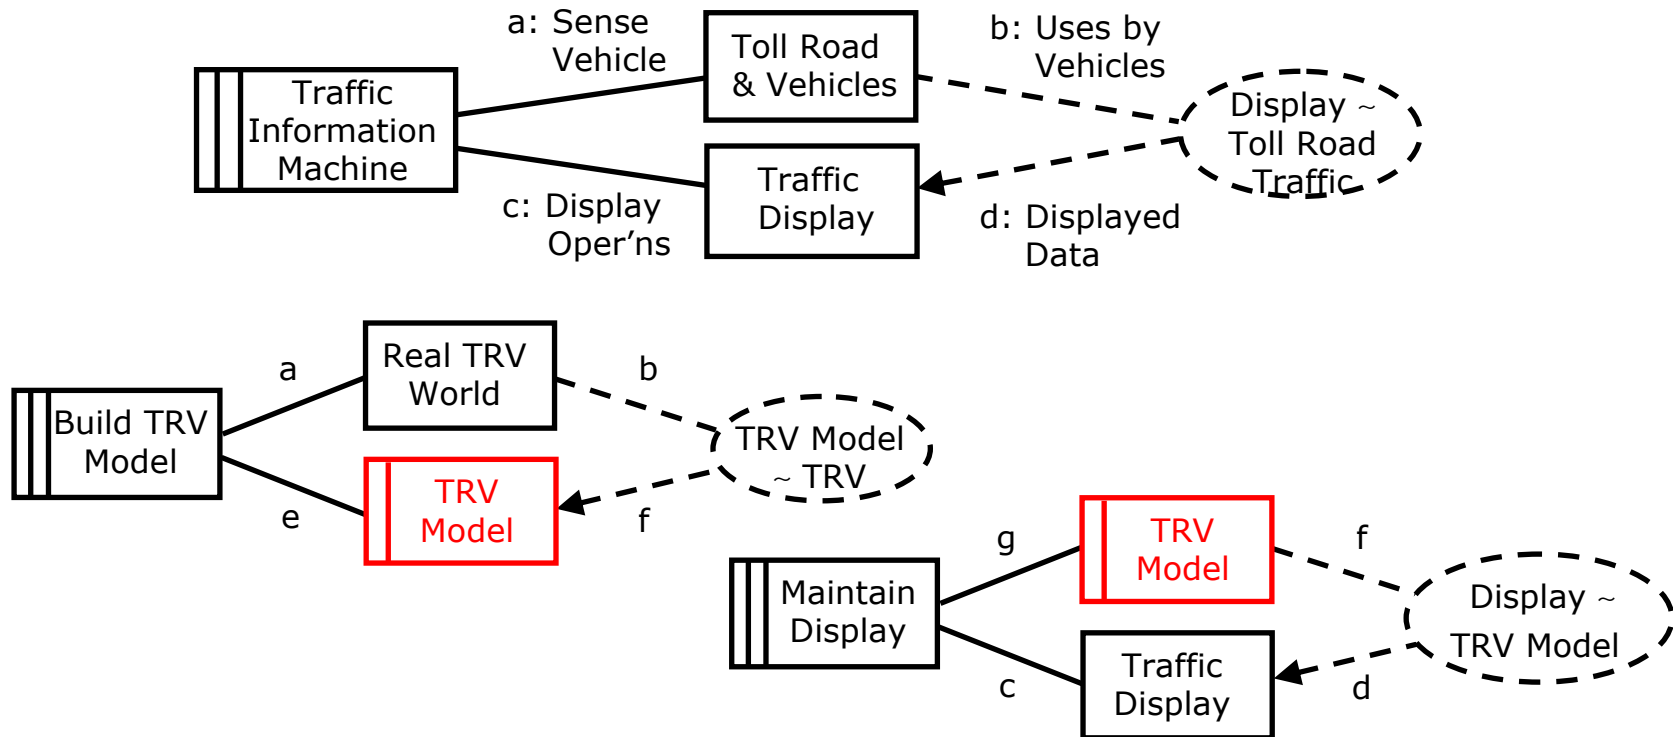 a: Sense
Vehicle
Toll Road
& Vehicles
b: Uses by
Vehicles
Traffic
Information
Machine
Display ~
Toll Road
Traffic
c: Display
Oper'ns
Traffic
Display
d: Displayed
Data
Build TRV
Model
a
Real TRV
World
b
e
TRV
Model
f
TRV Model
~ TRV
Maintain
Display
g
TRV
Model
f
c
Traffic
Display
d
Display ~
TRV Model